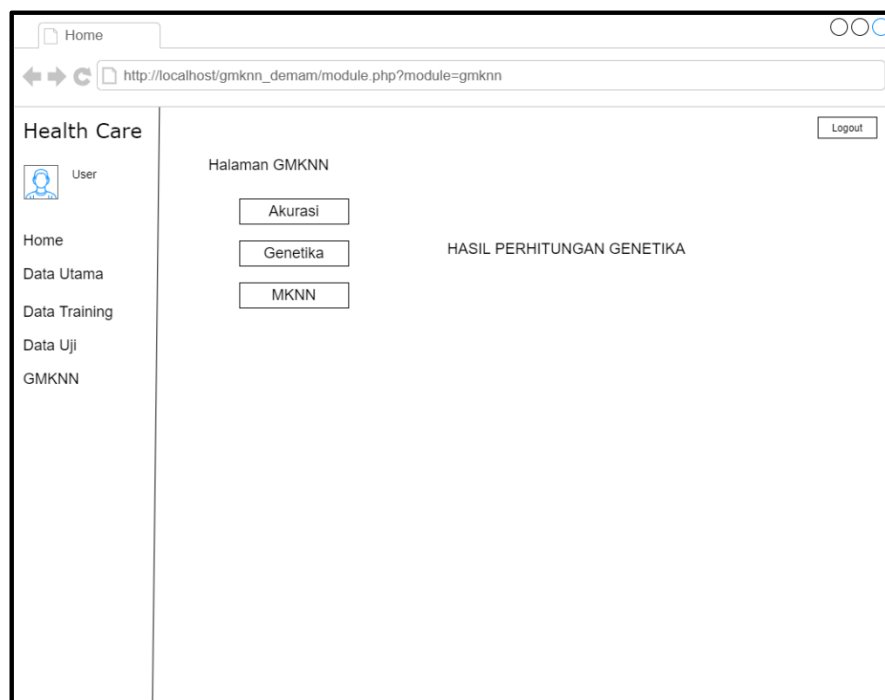 Home
http://localhost/gmknn_demam/module.php?module=gmknn
Health Care
User
Home
Data Utama
Data Training
Data Uji
GMKNN
Logout
Halaman GMKNN
Akurasi
Genetika
MKNN
HASIL PERHITUNGAN GENETIKA